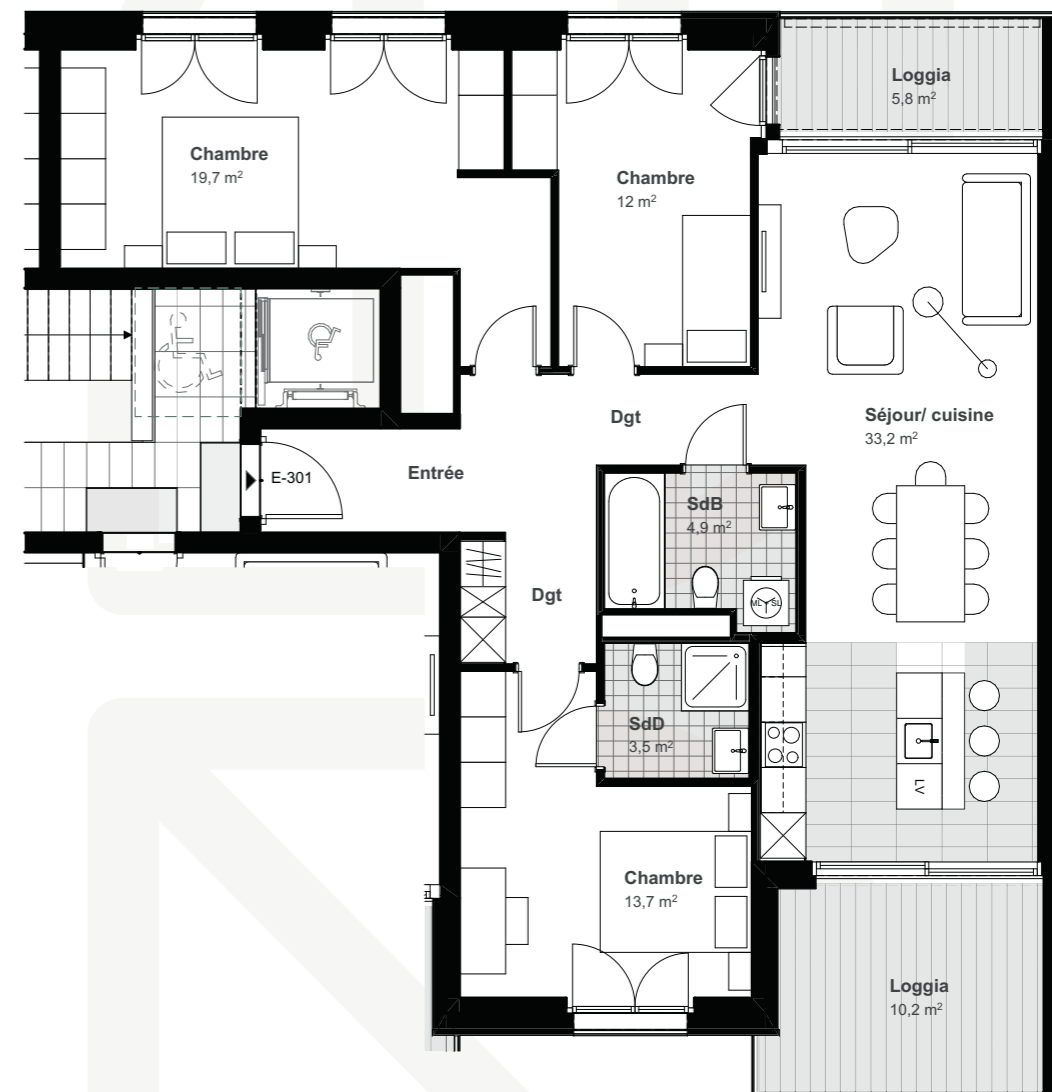 Loggia
5,8 m²
Chambre
19,7 m²
Chambre
12 m²
Séjour/ cuisine
33,2 m²
Dgt
Entrée
E-301
SdB
4,9 m²
ML
SL
Dgt
SdD
3,5 m²
LV
Chambre
13,7 m²
Loggia
10,2 m²